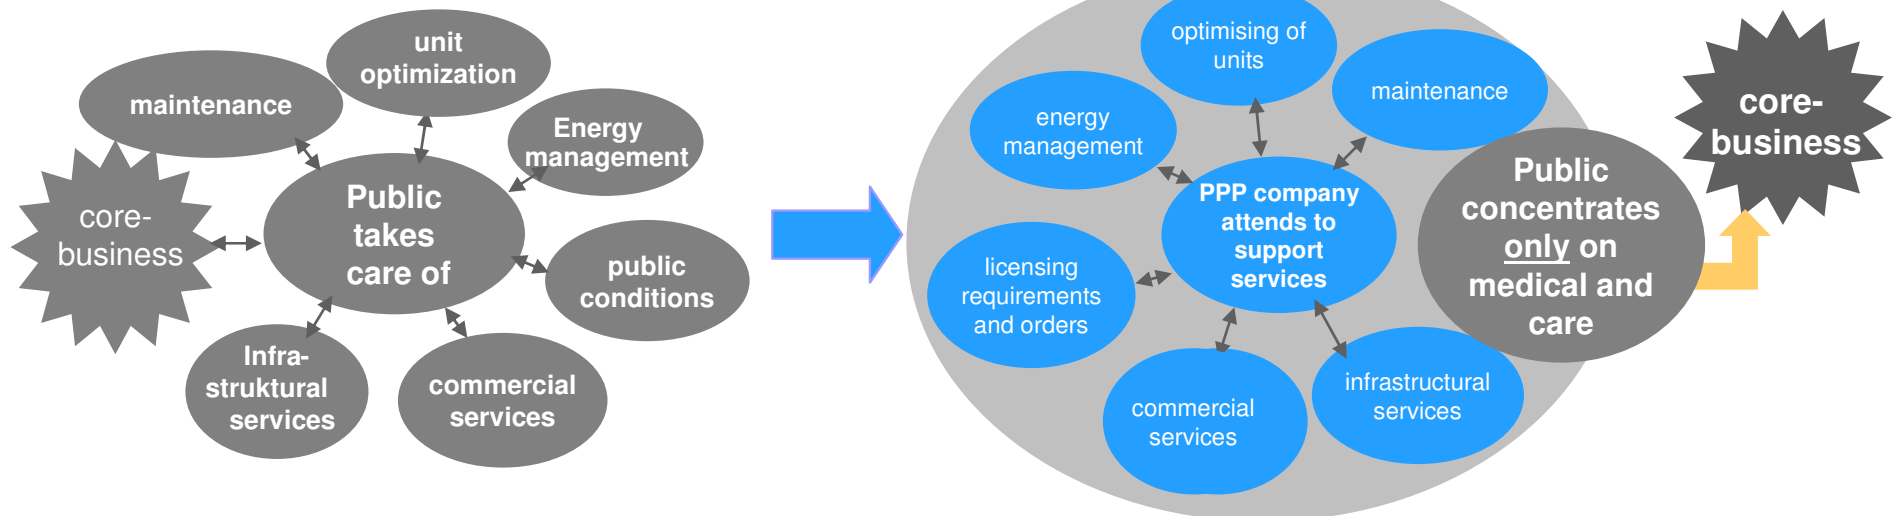 unit
optimization
maintenance
Energy
management
core-
business
Public
takes
care of
public
conditions
Infra-
struktural
services
commercial
services
optimising of
units
maintenance
energy
management
PPP company
attends to
support
services
licensing
requirements
and orders
commercial
services
infrastructural
services
Public
concentrates
only on
medical and
care
core-
business